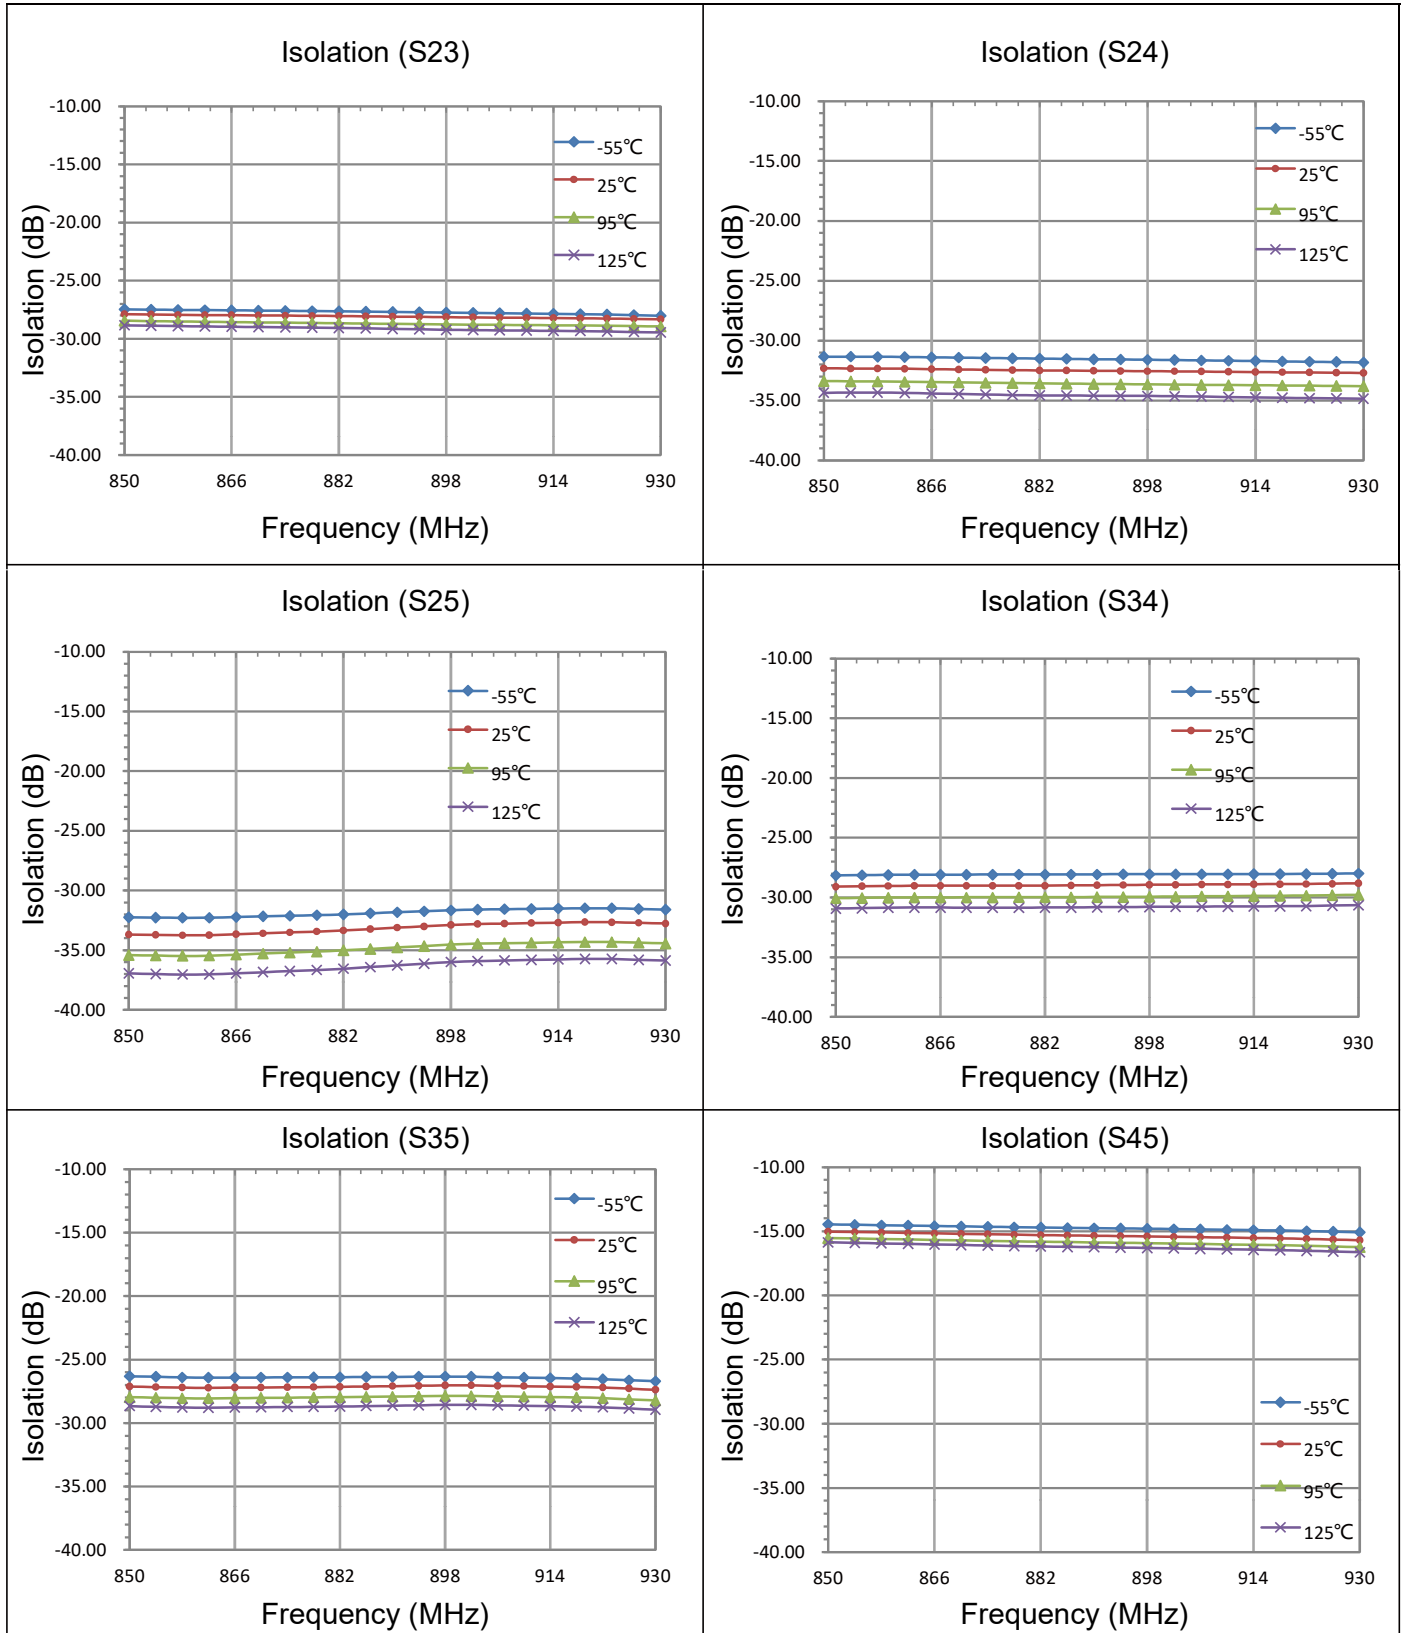 Isolation (S23)
Isolation (dB)
-10.00
-15.00
-20.00
-25.00
-30.00
-35.00
-40.00
-55℃
25℃
95℃
125℃
850 866 882 898 914 930
Frequency (MHz)
Isolation (S24)
Isolation (dB)
-10.00
-15.00
-20.00
-25.00
-30.00
-35.00
-40.00
-55℃
25℃
95℃
125℃
850 866 882 898 914 930
Frequency (MHz)
Isolation (S25)
Isolation (dB)
-10.00
-15.00
-20.00
-25.00
-30.00
-35.00
-40.00
-55℃
25℃
95℃
125℃
850 866 882 898 914 930
Frequency (MHz)
Isolation (S34)
Isolation (dB)
-10.00
-15.00
-20.00
-25.00
-30.00
-35.00
-40.00
-55℃
25℃
95℃
125℃
850 866 882 898 914 930
Frequency (MHz)
Isolation (S35)
Isolation (dB)
-10.00
-15.00
-20.00
-25.00
-30.00
-35.00
-40.00
-55℃
25℃
95℃
125℃
850 866 882 898 914 930
Frequency (MHz)
Isolation (S45)
Isolation (dB)
-10.00
-15.00
-20.00
-25.00
-30.00
-35.00
-40.00
-55℃
25℃
95℃
125℃
850 866 882 898 914 930
Frequency (MHz)